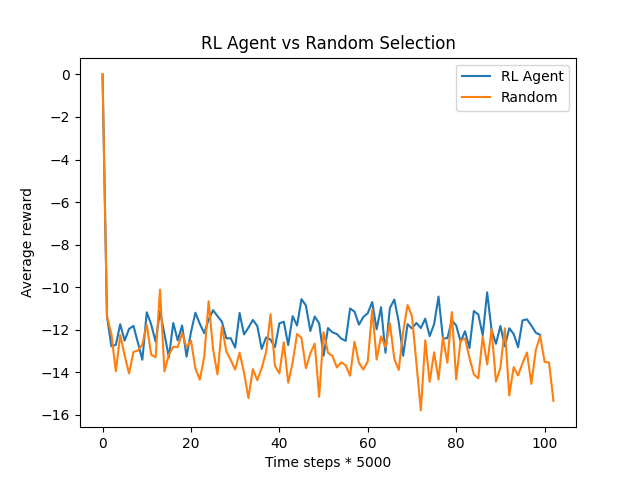 RL Agent vs Random Selection
RL Agent
Random
0
−2
−4
−6
−8
−10
−12
−14
−16
Average reward
0 20 40 60 80 100
Time steps * 5000